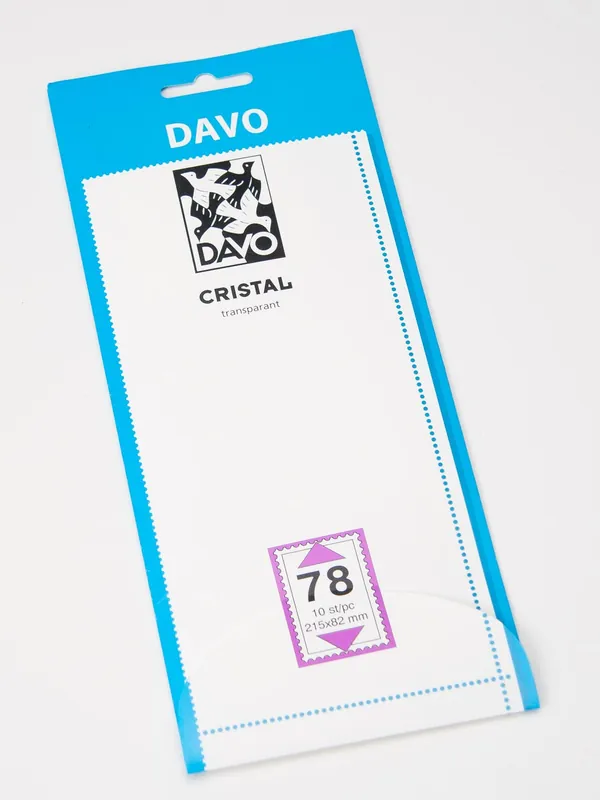 DAVO
DAVO
CRISTAL
transparant
78
10 st/pc
215x82 mm